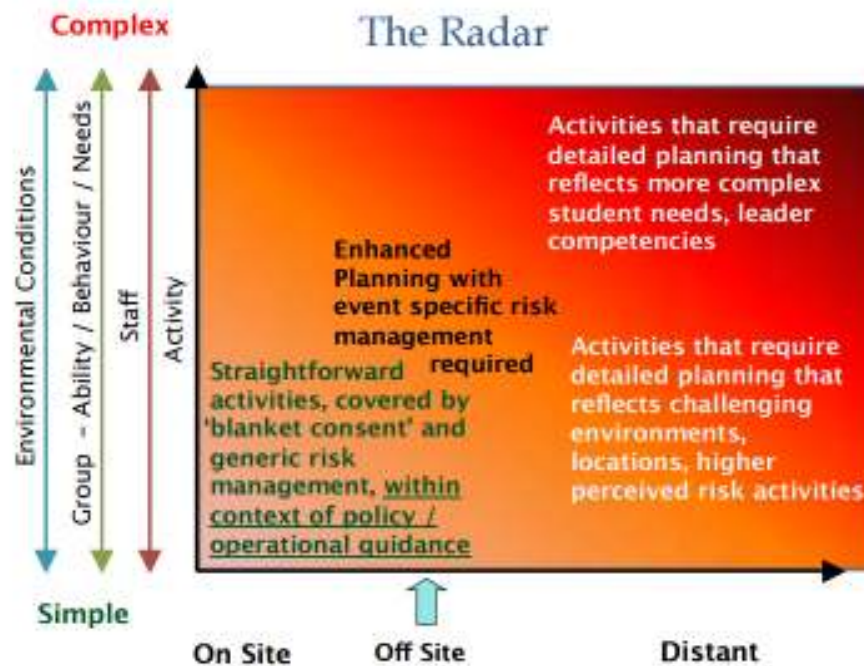 Complex
The Radar
Environmental Conditions
Group - Ability / Behaviour / Needs
Staff
Activity
Activities that require
detailed planning that
reflects more complex
student needs, leader
competencies
Enhanced
Planning with
event specific risk
management
required
Straightforward
activities, covered by
'blanket consent' and
generic risk
management, within
context of policy /
operational guidance
Activities that require
detailed planning that
reflects challenging
environments,
locations, higher
perceived risk activities
Simple
On Site
Off Site
Distant